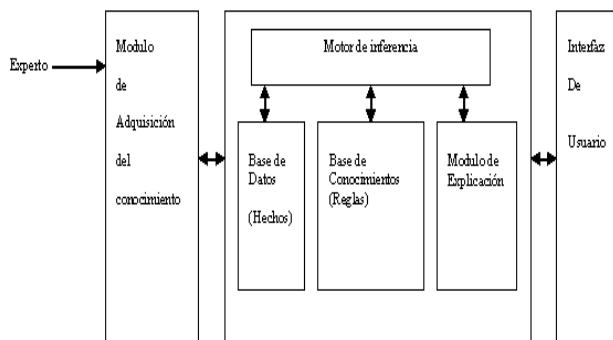 Experto
Modulo
de
Adquisición
del
conocimiento
Motor de inferencia
Base de
Datos
(Hechos)
Base de
Conocimientos
(Reglas)
Modulo de
Explicación
Interfaz
De
Usuario